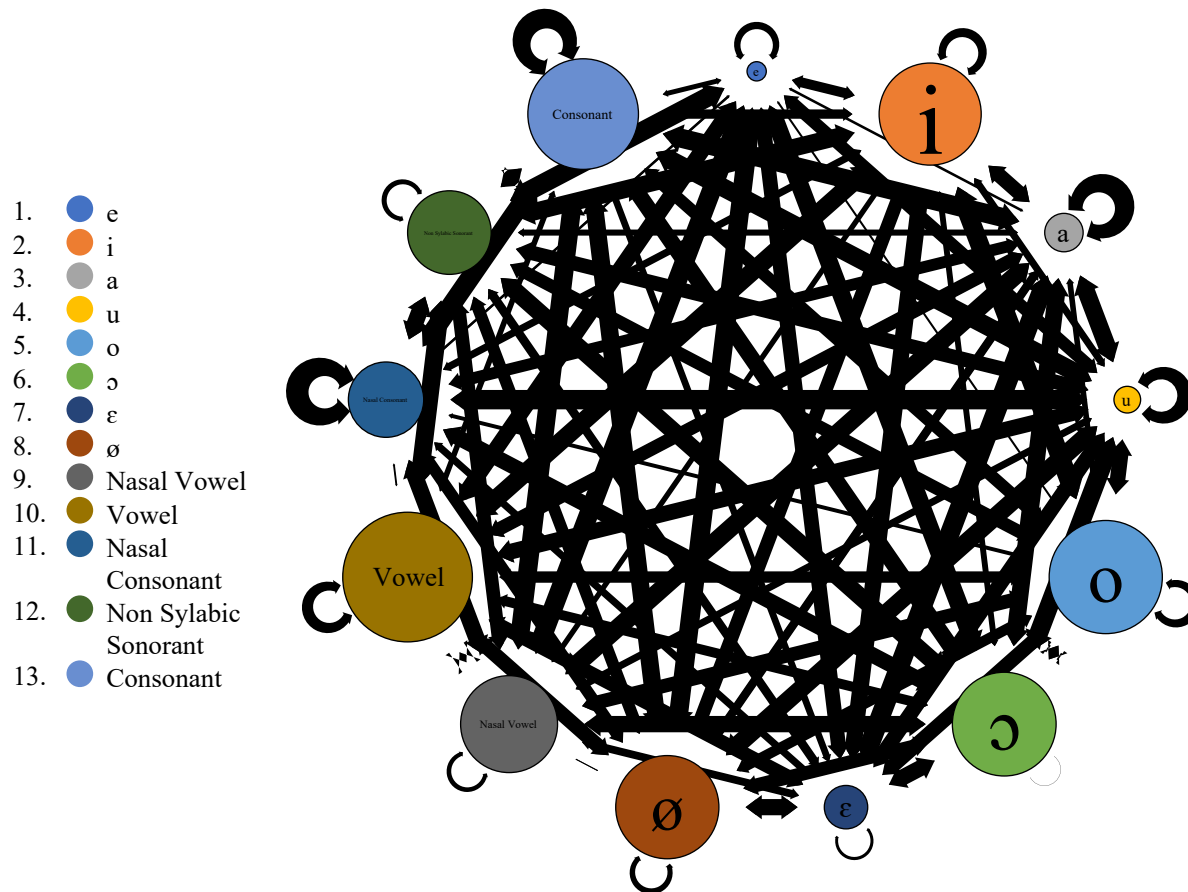 1. e
2. i
3. a
4. u
5. o
6. ɔ
7. ɛ
8. ø
9. Nasal Vowel
10. Vowel
11. Nasal
Consonant
12. Non Sylabic
Sonorant
13. Consonant
e
Consonant
i
Non Sylabic Sonorant
a
Nasal Consonant
u
Vowel
o
Nasal Vowel
ɔ
ø
ɛ